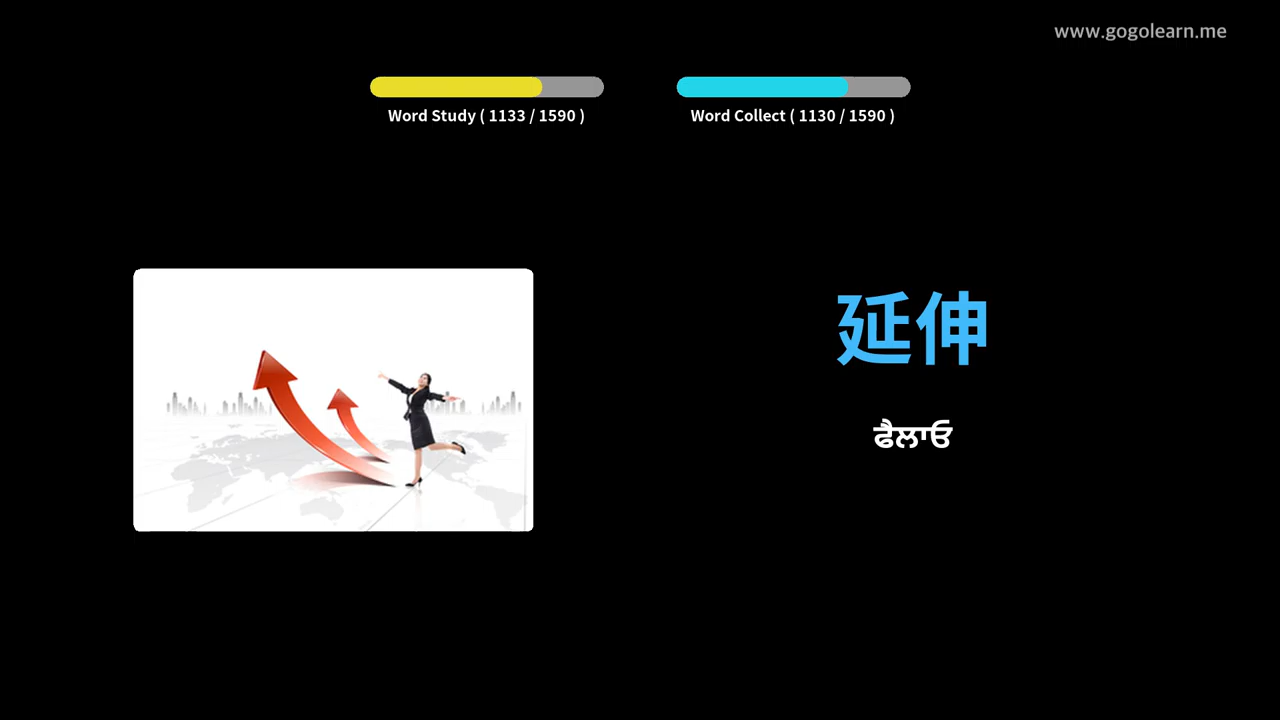 www.gogolearn.me
Word Study ( 1133 / 1590 )
Word Collect ( 1130 / 1590 )
延伸
ਫੈਲਾਓ